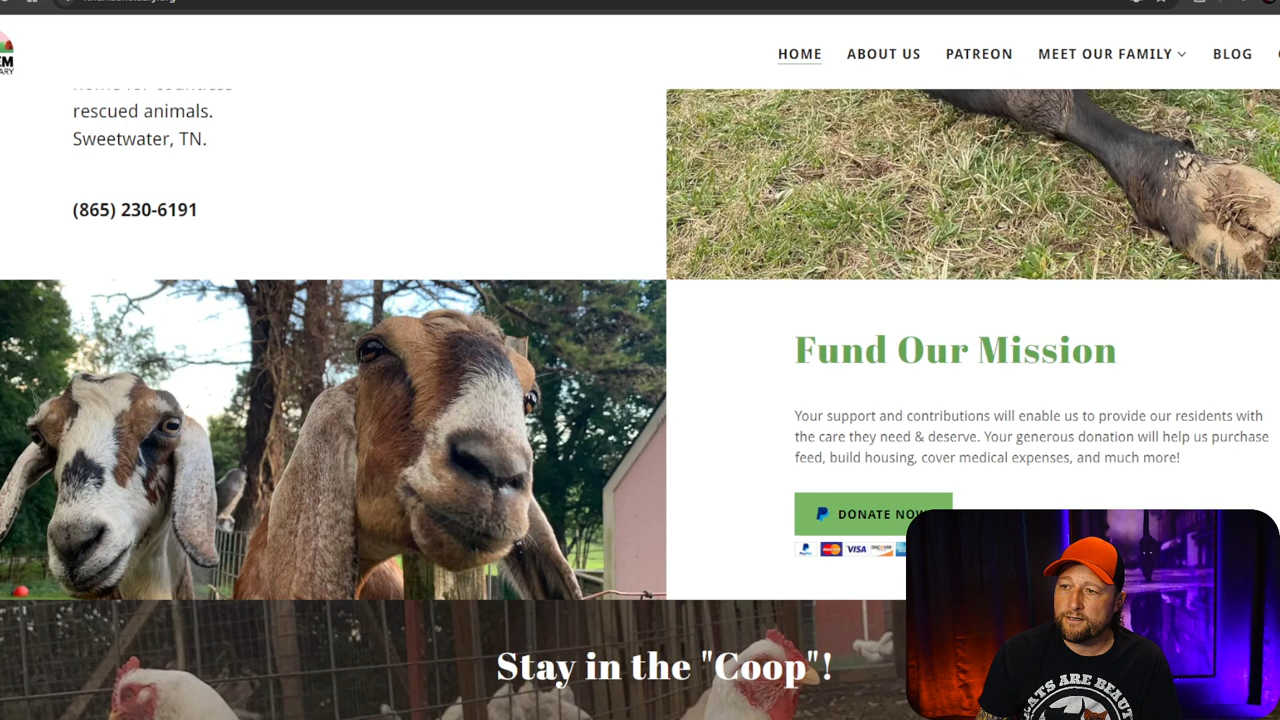 HOME ABOUT US PATREON MEET OUR FAMILY BLOG
rescued animals.
Sweetwater, TN.
(865) 230-6191
Fund Our Mission
Your support and contributions will enable us to provide our residents with
the care they need & deserve. Your generous donation will help us purchase
feed, build housing, cover medical expenses, and much more!
DONATE NOW
PayPal VISA DISCOVER
Stay in the "Coop"!
ATS ARE BEAU